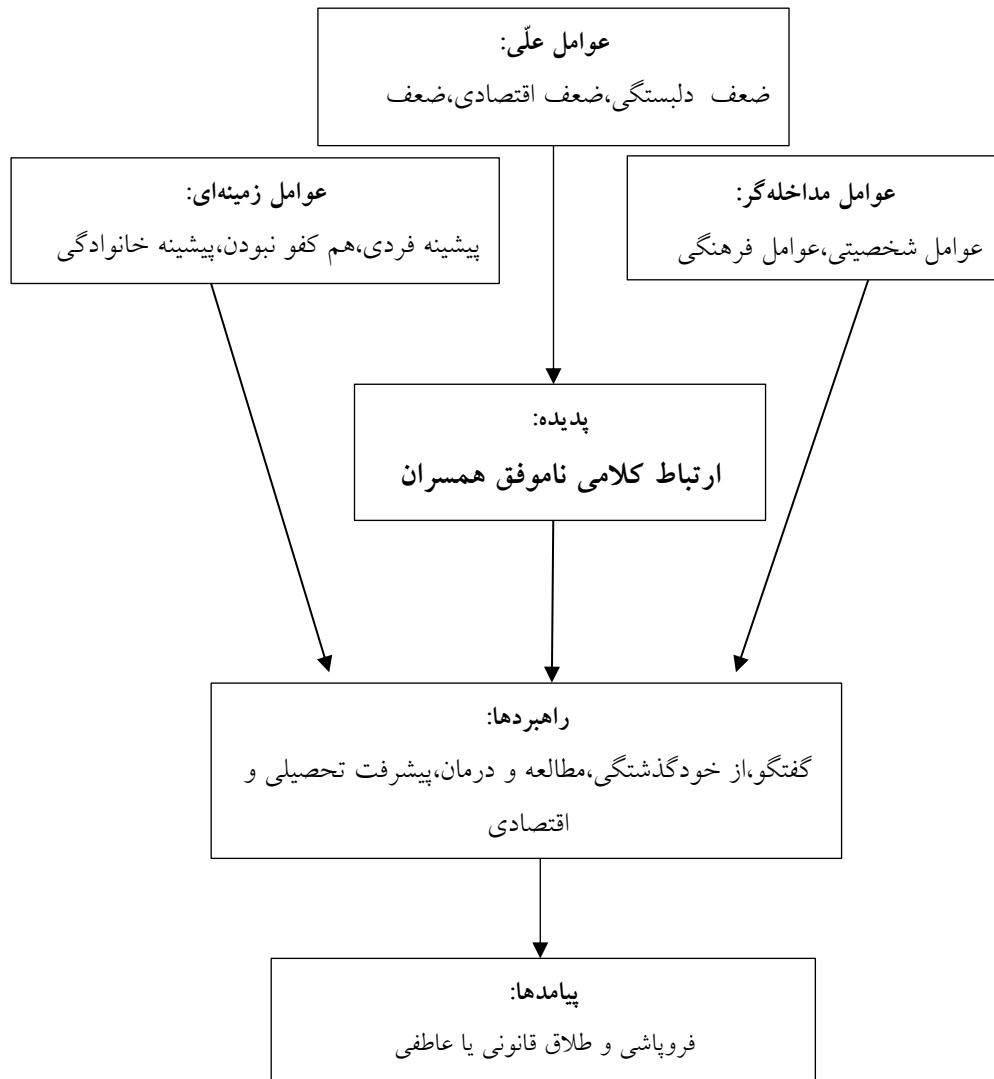 عوامل علّی:
ضعف دلبستگی،ضعف اقتصادی،ضعف
عوامل مداخله‌گر:
عوامل شخصیتی،عوامل فرهنگی
عوامل زمینه‌ای:
پیشینه فردی،هم کفو نبودن،پیشینه خانوادگی
پدیده:
ارتباط کلامی ناموفق همسران
راهبردها:
گفتگو،از خودگذشتگی،مطالعه و درمان،پیشرفت تحصیلی و
اقتصادی
پیامدها:
فروپاشی و طلاق قانونی یا عاطفی